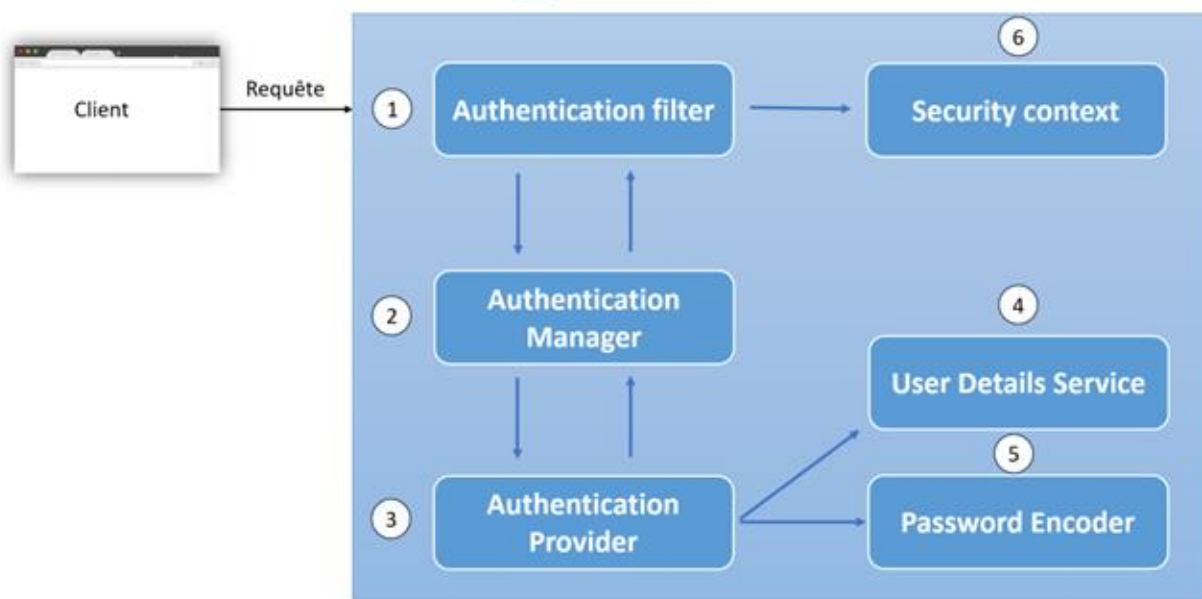 6
Client
Requête
1
Authentication filter
Security context
2
Authentication
Manager
4
User Details Service
5
3
Authentication
Provider
Password Encoder